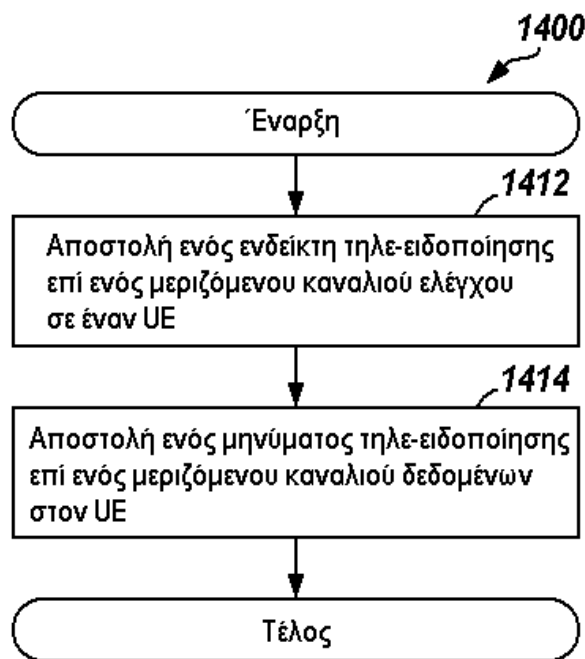 1400
Έναρξη
1412
Αποστολή ενός ενδείκτη τηλε-ειδοποίησης
επί ενός μεριζόμενου καναλιού ελέγχου
σε έναν UE
1414
Αποστολή ενός μηνύματος τηλε-ειδοποίησης
επί ενός μεριζόμενου καναλιού δεδομένων
στον UE
Τέλος